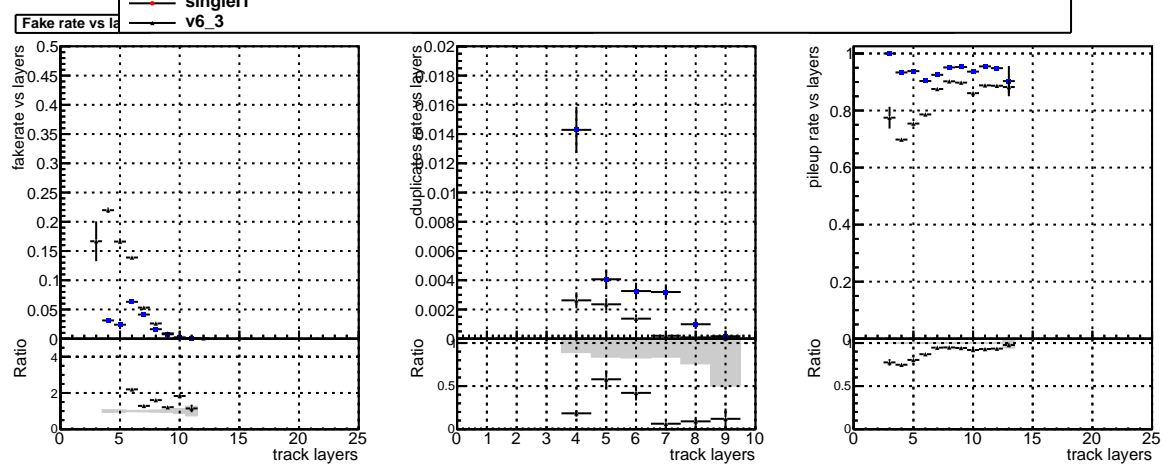 singleIT
v6_3
Fake rate vs la
fakerate vs layers
0.5
0.45
0.4
0.35
0.3
0.25
0.2
0.15
0.1
0.05
0
Ratio
4
2
0
0 5 10 15 20 25
track layers
duplicates rate vs layers
0.02
0.018
0.016
0.014
0.012
0.01
0.008
0.006
0.004
0.002
0
Ratio
0.5
0
0 1 2 3 4 5 6 7 8 9 10
track layers
pileup rate vs layers
1
0.8
0.6
0.4
0.2
0
Ratio
0.5
0
0 5 10 15 20 25
track layers